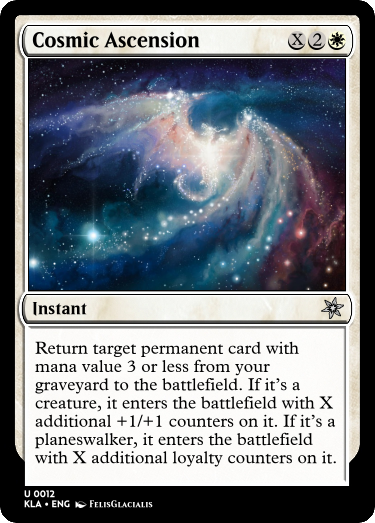 Cosmic Ascension X 2
Instant
Return target permanent card with
mana value 3 or less from your
graveyard to the battlefield. If it's a
creature, it enters the battlefield with X
additional +1/+1 counters on it. If it's a
planeswalker, it enters the battlefield
with X additional loyalty counters on it.
U 0012
KLA • ENG FelisGlacialis